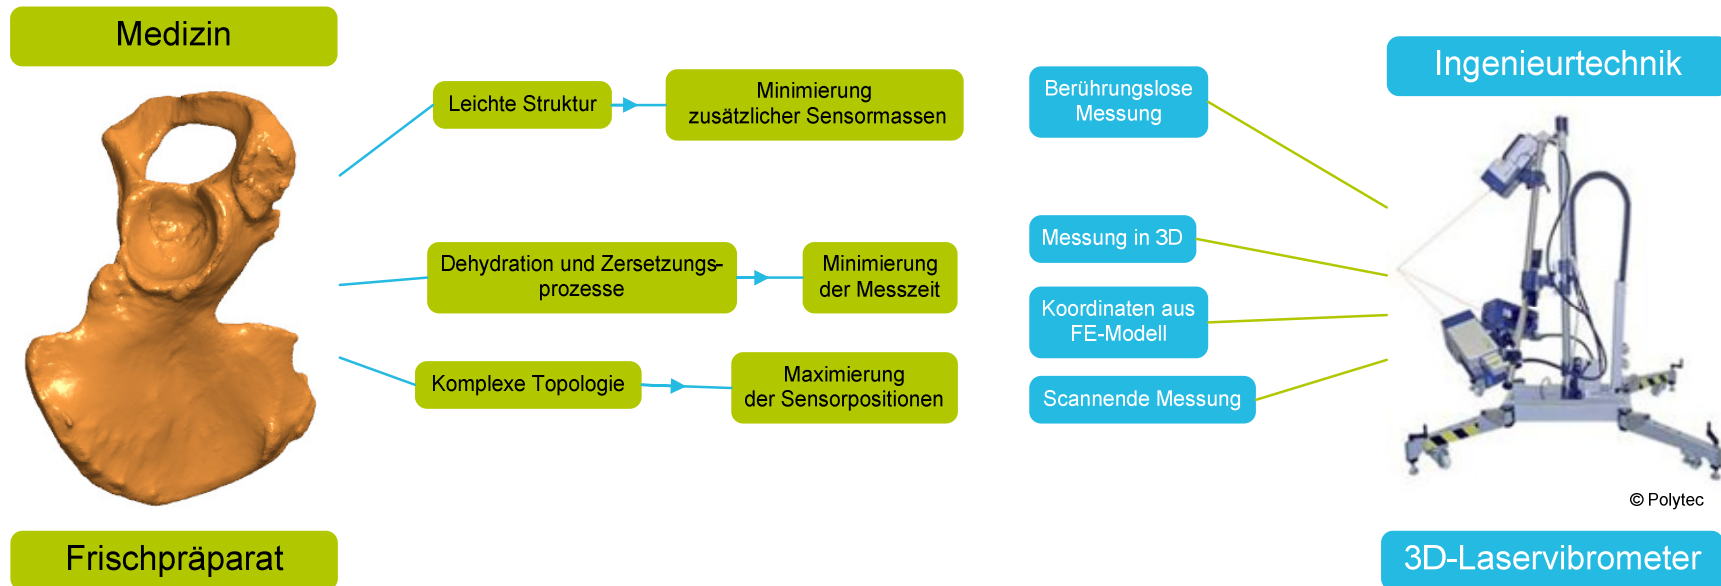 Medizin
Leichte Struktur
Minimierung
zusätzlicher Sensormassen
Dehydration und Zersetzungs-
prozesse
Minimierung
der Messzeit
Komplexe Topologie
Maximierung
der Sensorpositionen
Frischpräparat
Berührungslose
Messung
Messung in 3D
Koordinaten aus
FE-Modell
Scannende Messung
Ingenieurtechnik
© Polytec
3D-Laservibrometer